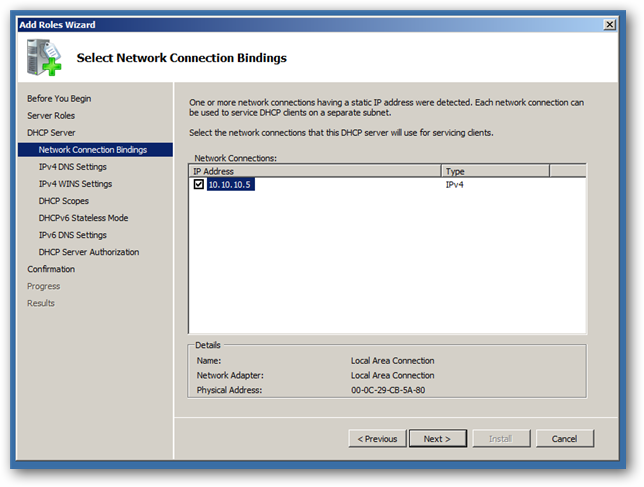 Add Roles Wizard
Select Network Connection Bindings
Before You Begin
Server Roles
DHCP Server
Network Connection Bindings
IPv4 DNS Settings
IPv4 WINS Settings
DHCP Scopes
DHCPv6 Stateless Mode
IPv6 DNS Settings
DHCP Server Authorization
Confirmation
Progress
Results
One or more network connections having a static IP address were detected. Each network connection can
be used to service DHCP clients on a separate subnet.
Select the network connections that this DHCP server will use for servicing clients.
Network Connections:
IP Address Type
10.10.10.5 IPv4
Details
Name: Local Area Connection
Network Adapter: Local Area Connection
Physical Address: 00-0C-29-CB-5A-80
< Previous Next > Install Cancel